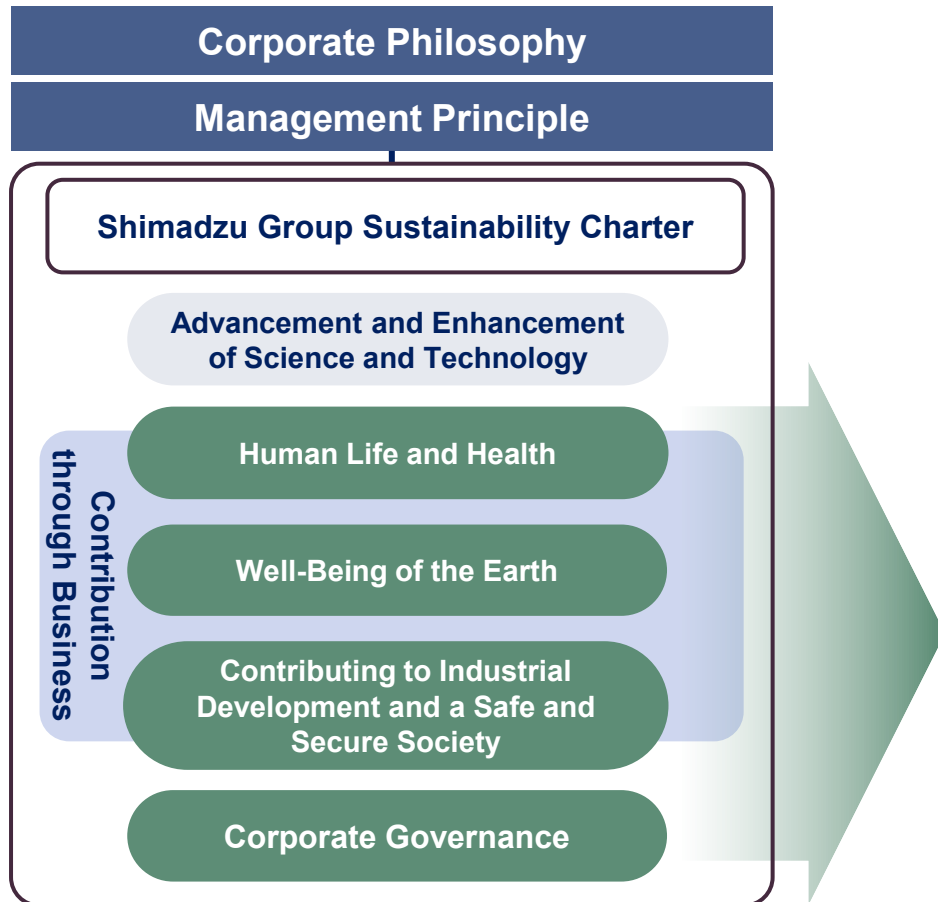 Corporate Philosophy
Management Principle
Shimadzu Group Sustainability Charter
Advancement and Enhancement
of Science and Technology
Contribution
through Business
Human Life and Health
Well-Being of the Earth
Contributing to Industrial
Development and a Safe and
Secure Society
Corporate Governance